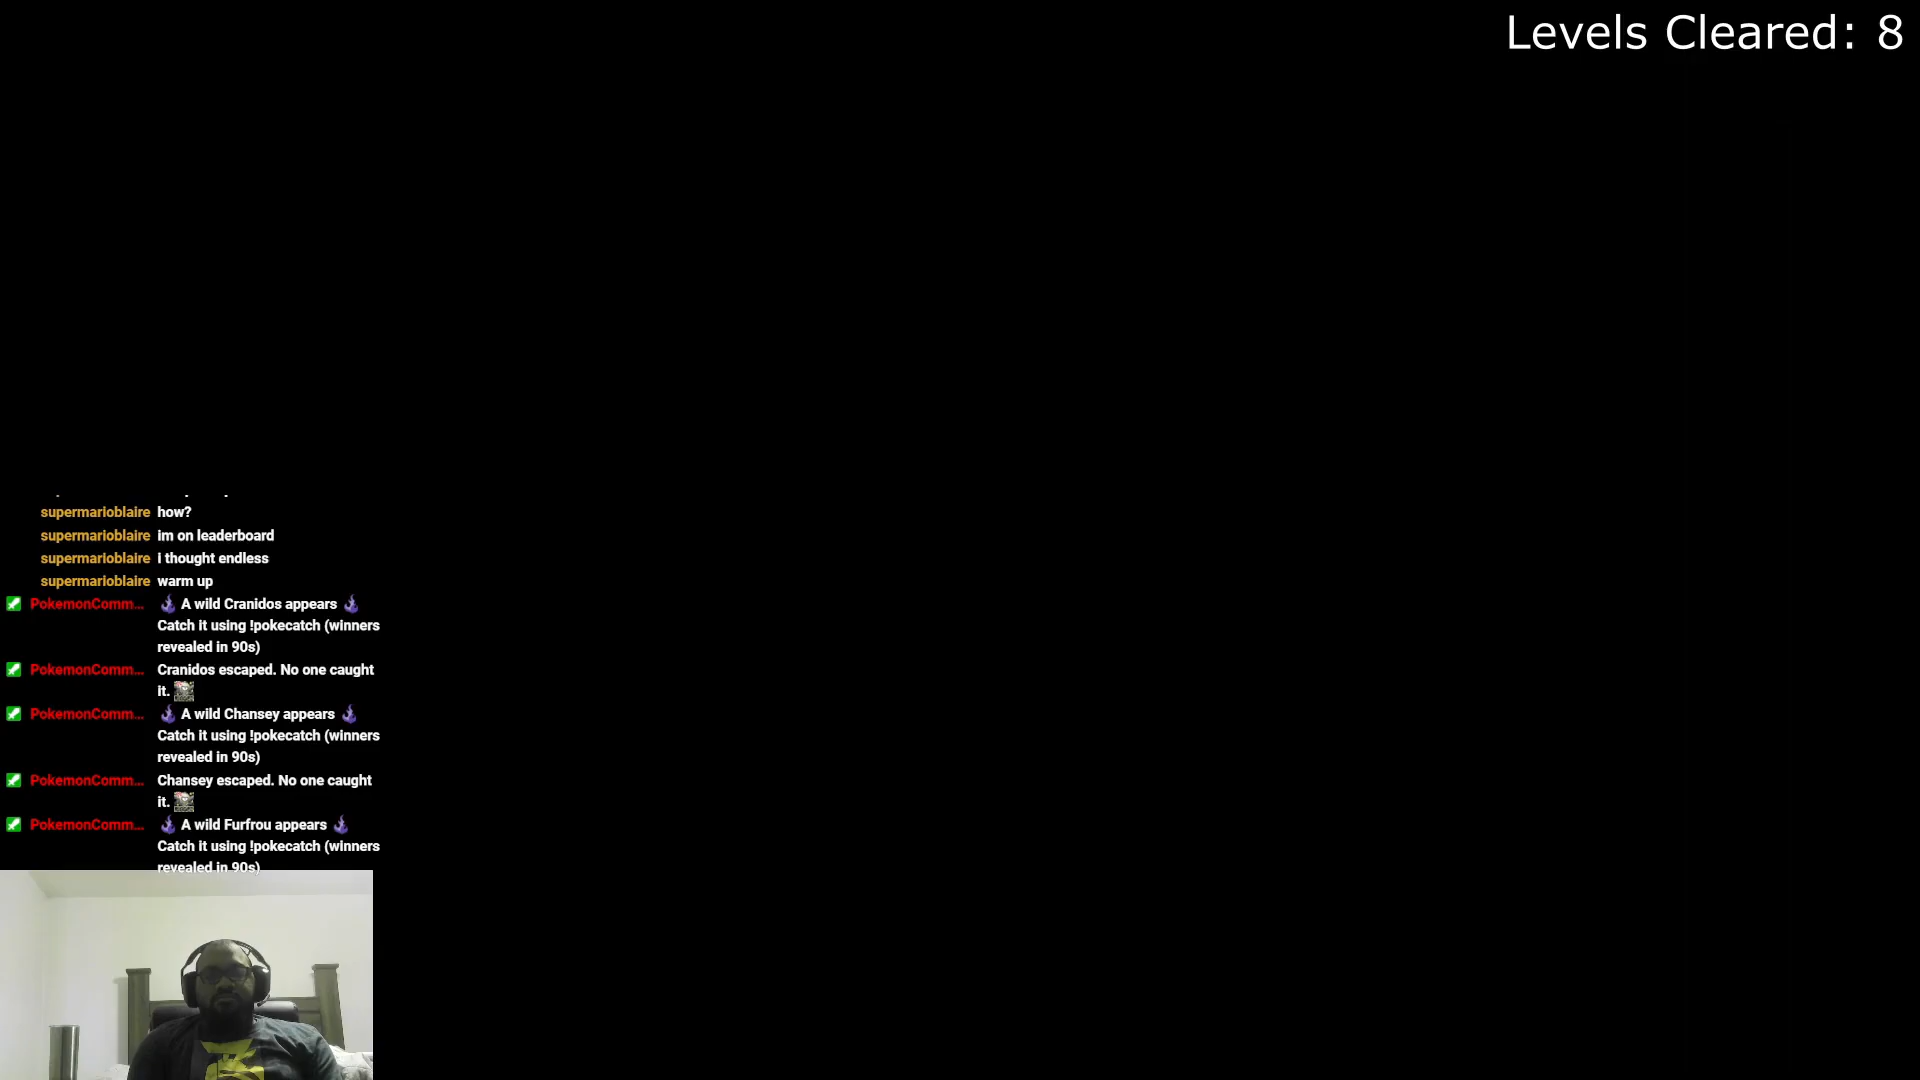 Levels Cleared: 8
supermarioblaire how?
supermarioblaire im on leaderboard
supermarioblaire i thought endless
supermarioblaire warm up
PokemonComm... A wild Cranidos appears
Catch it using !pokecatch (winners
revealed in 90s)
PokemonComm... Cranidos escaped. No one caught
it.
PokemonComm... A wild Chansey appears
Catch it using !pokecatch (winners
revealed in 90s)
PokemonComm... Chansey escaped. No one caught
it.
PokemonComm... A wild Furfrou appears
Catch it using !pokecatch (winners
revealed in 90s)